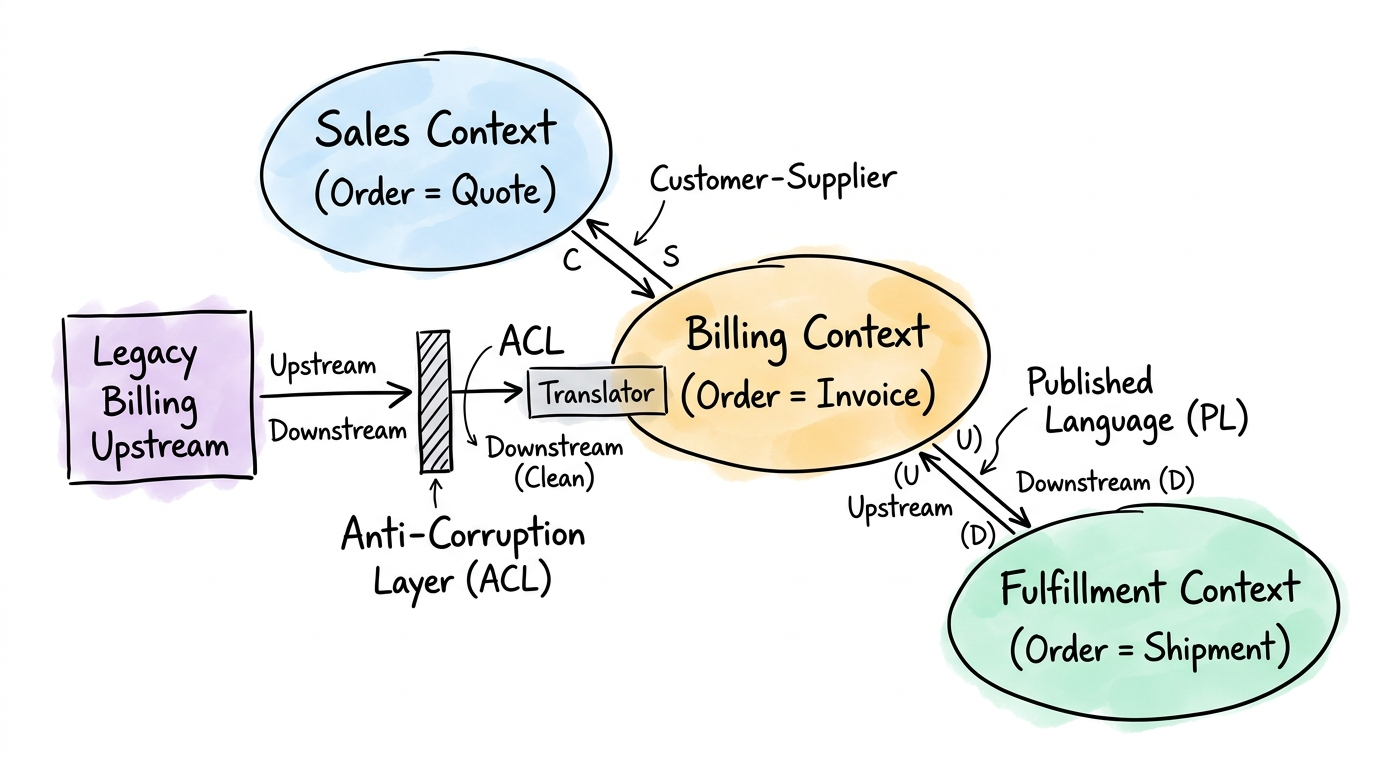 Sales Context
(Order = Quote)
Customer-Supplier
C
S
Legacy
Billing
Upstream
Upstream
Downstream
ACL
Translator
Downstream
(Clean)
Anti-Corruption
Layer (ACL)
Billing Context
(Order = Invoice)
Published
Language (PL)
U)
(U
Upstream
Downstream (D)
(D)
Fulfillment Context
(Order = Shipment)